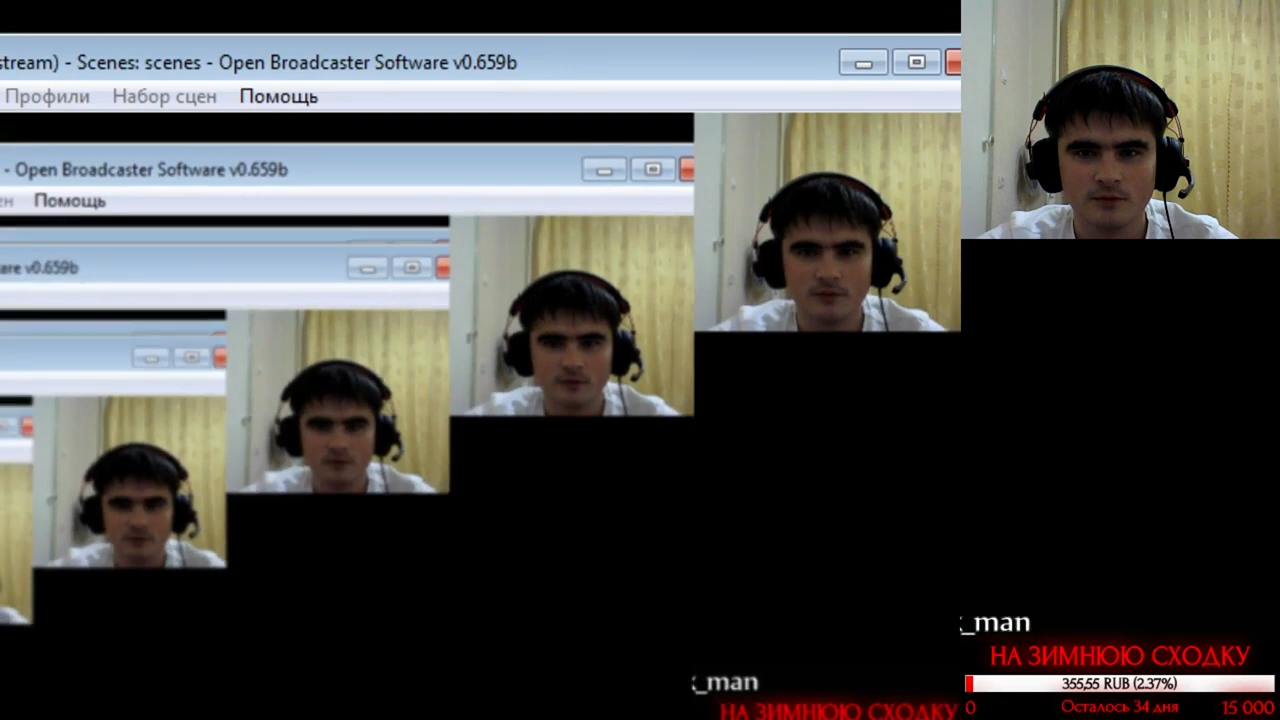 stream) - Scenes: scenes - Open Broadcaster Software v0.659b
Профили Набор сцен Помощь
- Open Broadcaster Software v0.659b
ен Помощь
are v0.659b
_man
НА ЗИМНЮЮ СХОДКУ
355,55 RUB (2.37%)
0 Осталось 34 дня 15 000
_man
НА ЗИМНЮЮ СХОДКУ